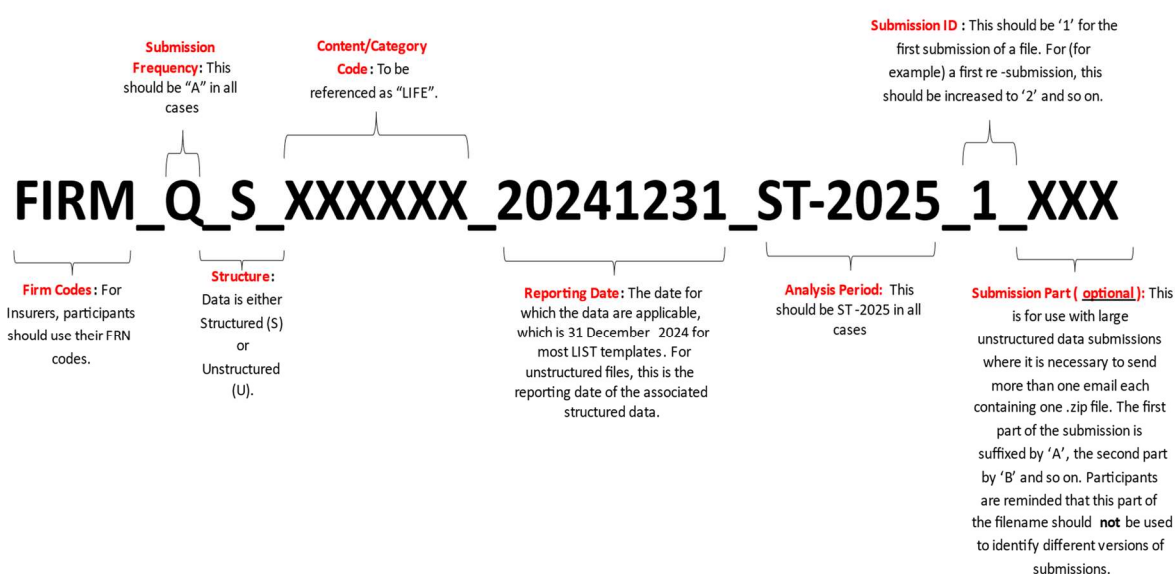 Submission
Frequency: This
should be “A” in all
cases
Content/Category
Code: To be
referenced as “LIFE”.
Submission ID : This should be ‘1’ for the
first submission of a file. For (for
example) a first re -submission, this
should be increased to ‘2’ and so on.
FIRM_Q_S_XXXXXX_20241231_ST-2025_1_XXX
Firm Codes: For
Insurers, participants
should use their FRN
codes.
Structure:
Data is either
Structured (S)
or
Unstructured
(U).
Reporting Date: The date for
which the data are applicable,
which is 31 December 2024 for
most LIST templates. For
unstructured files, this is the
reporting date of the associated
structured data.
Analysis Period: This
should be ST -2025 in all
cases
Submission Part ( optional): This
is for use with large
unstructured data submissions
where it is necessary to send
more than one email each
containing one .zip file. The first
part of the submission is
suffixed by ‘A’, the second part
by ‘B’ and so on. Participants
are reminded that this part of
the filename should not be used
to identify different versions of
submissions.